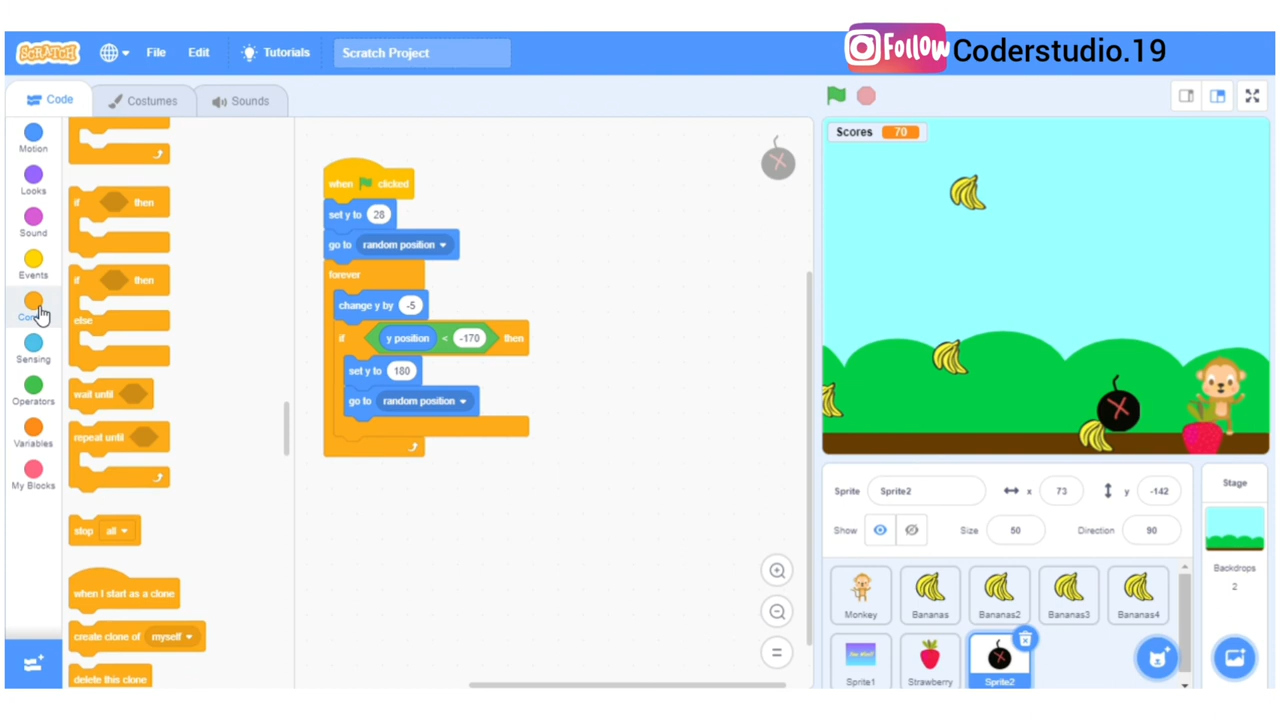 Follow Coderstudio.19
SCRATCH File Edit Tutorials Scratch Project
Code Costumes Sounds
Motion
Looks
Sound
Events
Sensing
Operators
Variables
My Blocks
if then
if then
else
wait until
repeat until
stop all
when I start as a clone
create clone of myself
delete this clone
when clicked
set y to 28
go to random position
forever
change y by -5
if y position < -170 then
set y to 180
go to random position
Scores 70
Sprite Sprite2 x 73 y -142
Show Size 50 Direction 90
Monkey Bananas Bananas2 Bananas3 Bananas4
Sprite1 Strawberry Sprite2
Stage
Backdrops
2